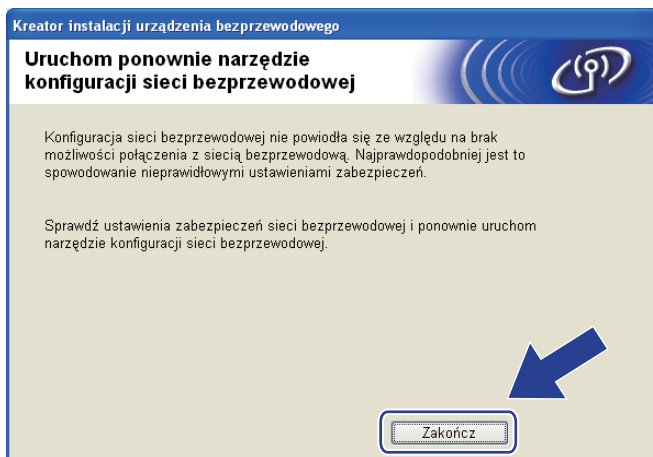 Kreator instalacji urządzenia bezprzewodowego
Uruchom ponownie narzędzie
konfiguracji sieci bezprzewodowej
Konfiguracja sieci bezprzewodowej nie powiodła się ze względu na brak
możliwości połączenia z siecią bezprzewodową. Najprawdopodobniej jest to
spowodowanie nieprawidłowymi ustawieniami zabezpieczeń.
Sprawdź ustawienia zabezpieczeń sieci bezprzewodowej i ponownie uruchom
narzędzie konfiguracji sieci bezprzewodowej.
Zakończ